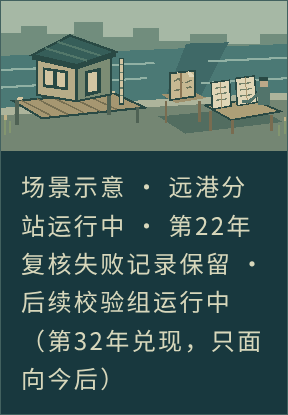 场景示意 · 远港分
站运行中 · 第22年
复核失败记录保留 ·
后续校验组运行中
（第32年兑现，只面
向今后）